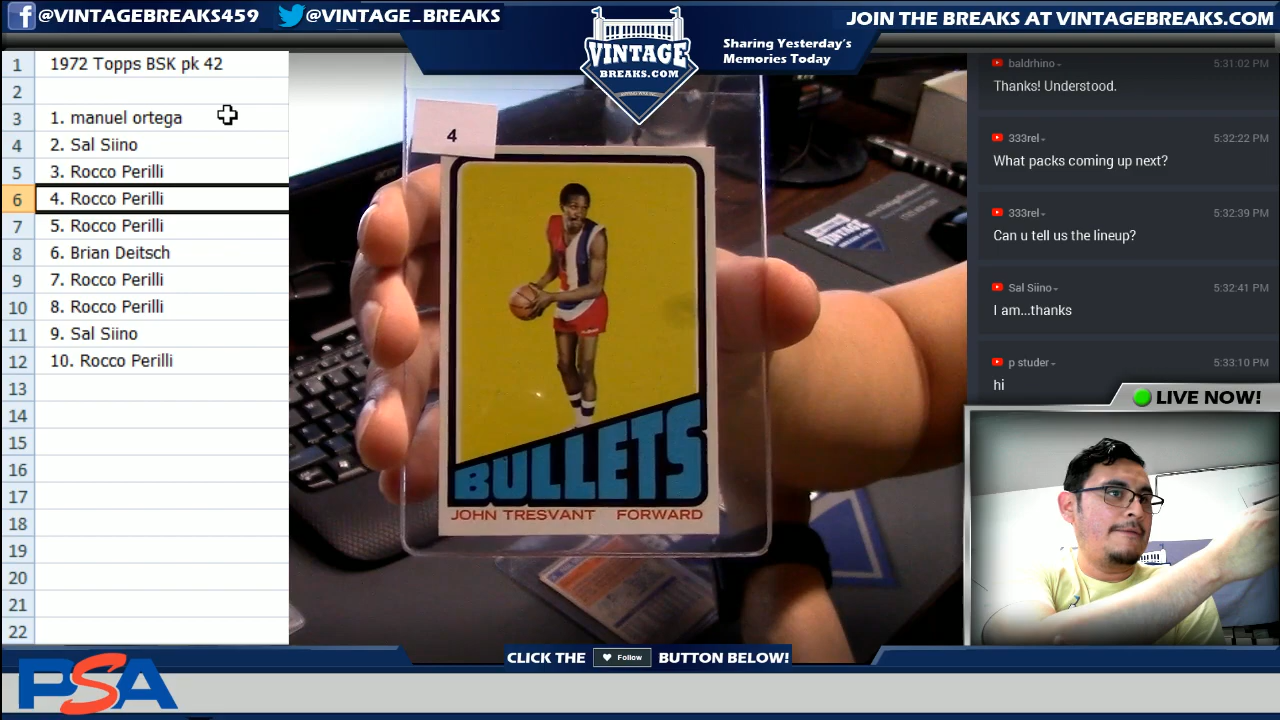 @VINTAGEBREAKS459 @VINTAGE_BREAKS
VINTAGE
BREAKS.COM
Sharing Yesterday's
Memories Today
JOIN THE BREAKS AT VINTAGEBREAKS.COM
1 1972 Topps BSK pk 42
2
3 1. manuel ortega
4 2. Sal Siino
5 3. Rocco Perilli
6 4. Rocco Perilli
7 5. Rocco Perilli
8 6. Brian Deitsch
9 7. Rocco Perilli
10 8. Rocco Perilli
11 9. Sal Siino
12 10. Rocco Perilli
13
14
15
16
17
18
19
20
21
22
4
BULLETS
JOHN TRESVANT FORWARD
baldrhino 5:31:02 PM
Thanks! Understood.
333rel 5:32:22 PM
What packs coming up next?
333rel 5:32:39 PM
Can u tell us the lineup?
Sal Siino 5:32:41 PM
I am...thanks
p studer 5:33:10 PM
hi
LIVE NOW!
CLICK THE Follow BUTTON BELOW!
PSA